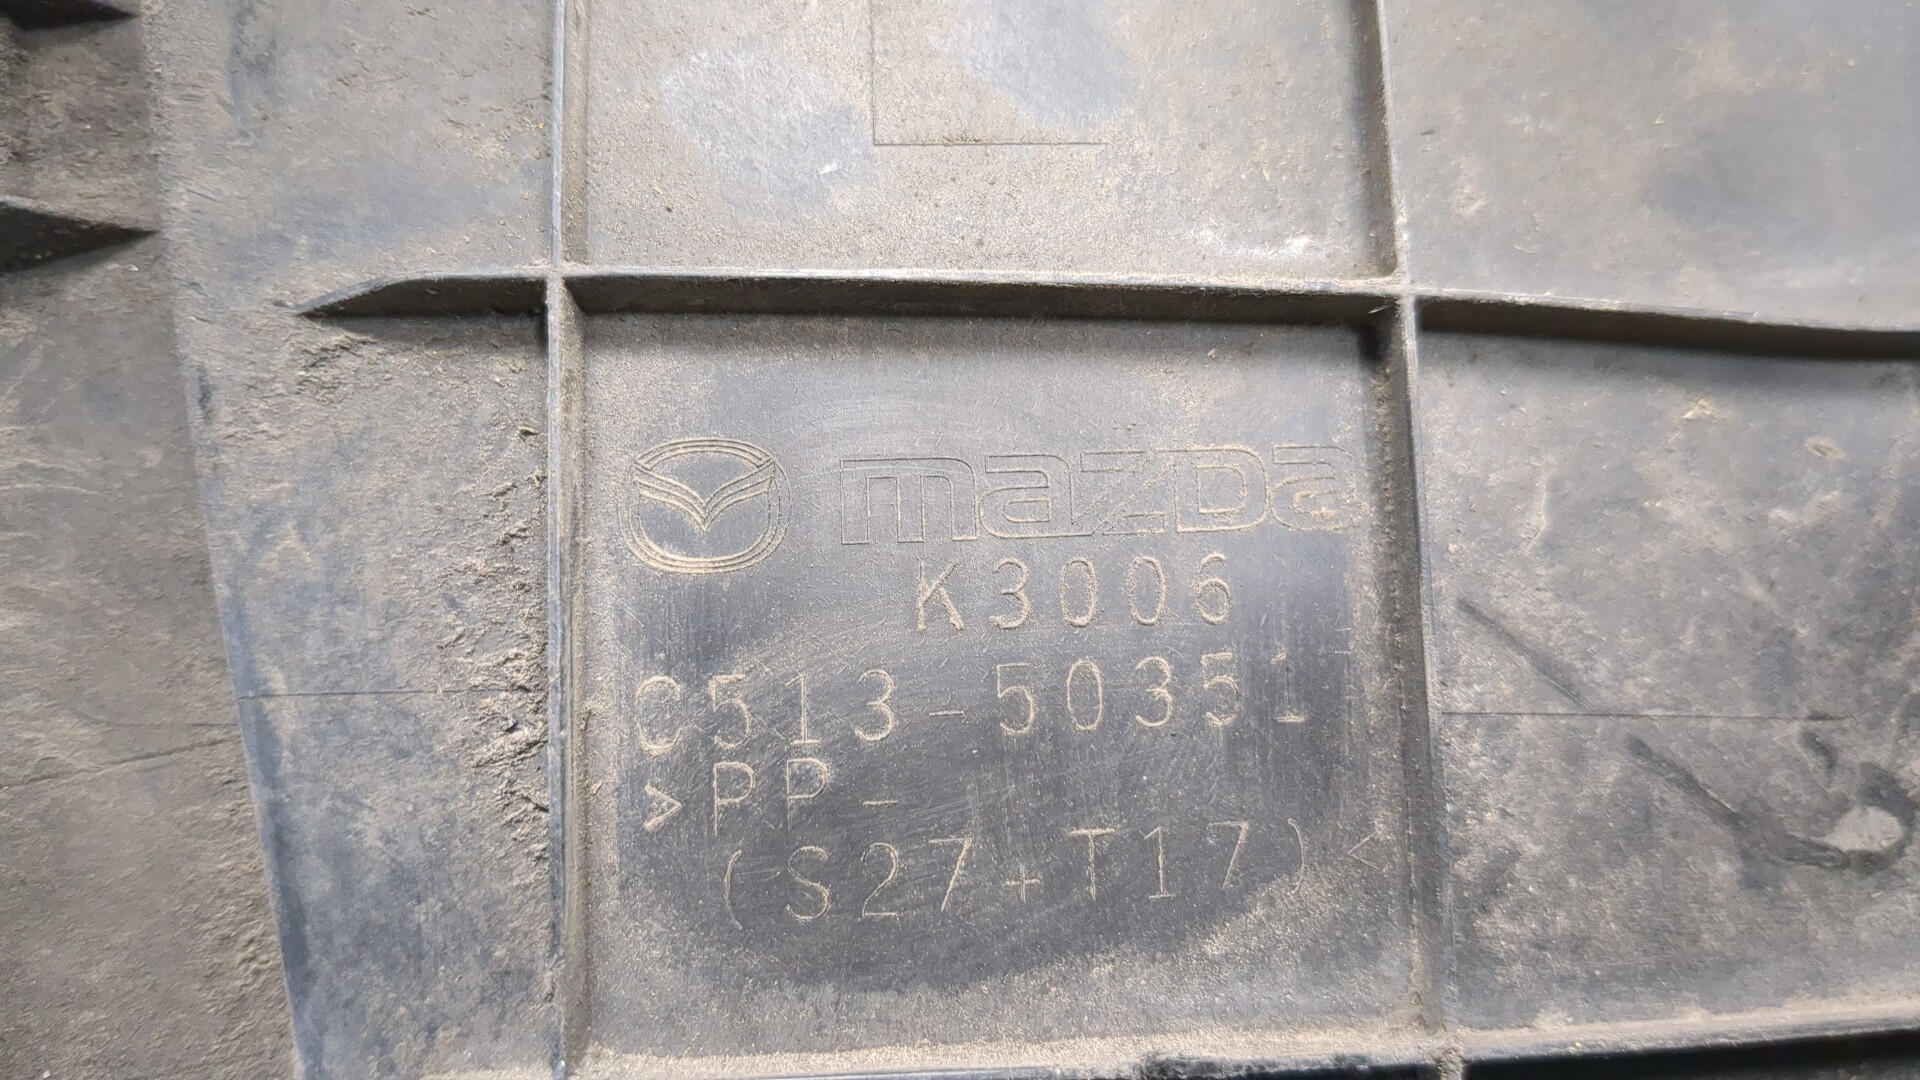 mazda
K3006
C513-50351
>PP-
(S27+T17)<